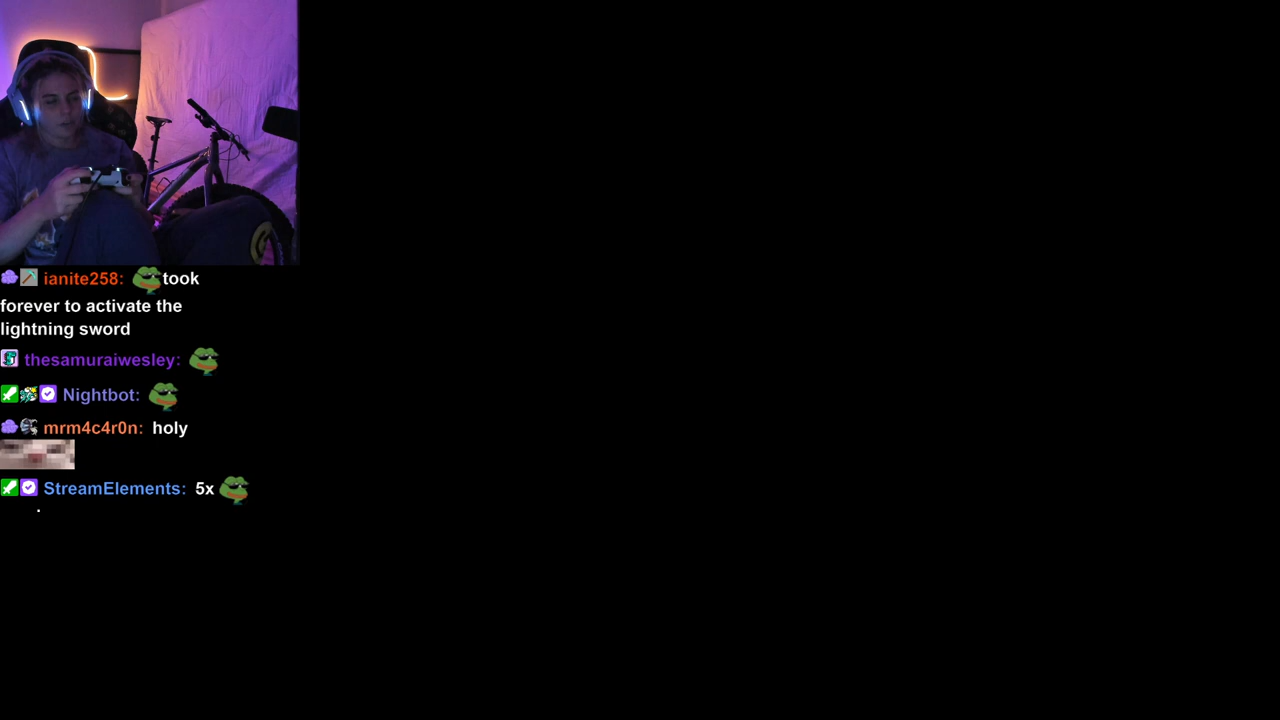 ianite258: took
forever to activate the
lightning sword
thesamuraiwesley:
Nightbot:
mrm4c4r0n: holy
StreamElements: 5x